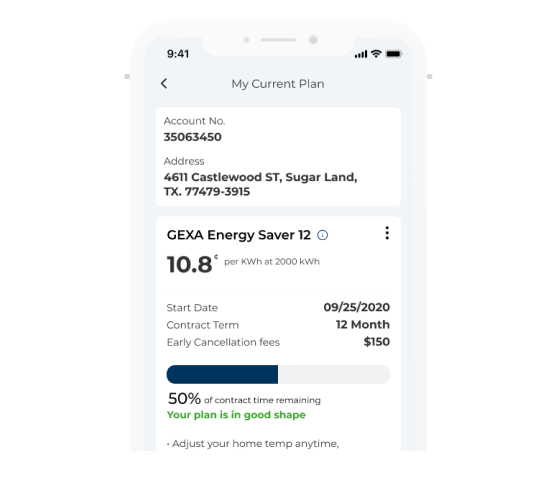 9:41
My Current Plan
Account No.
35063450
Address
4611 Castlewood ST, Sugar Land,
TX. 77479-3915
GEXA Energy Saver 12
10.8¢ per KWh at 2000 kWh
Start Date 09/25/2020
Contract Term 12 Month
Early Cancellation fees $150
50% of contract time remaining
Your plan is in good shape
• Adjust your home temp anytime,